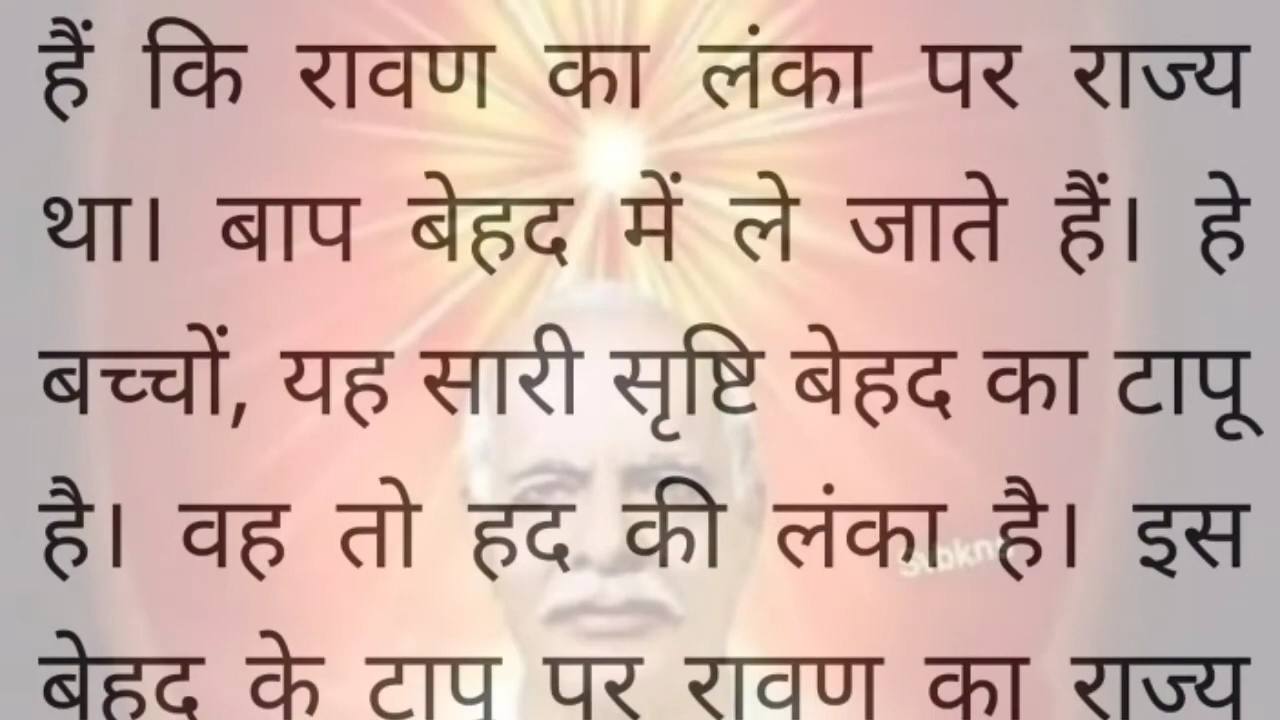 हैं कि रावण का लंका पर राज्य
था। बाप बेहद में ले जाते हैं। हे
बच्चों, यह सारी सृष्टि बेहद का टापू
है। वह तो हद की लंका है। इस
बेहद के टापू पर रावण का राज्य